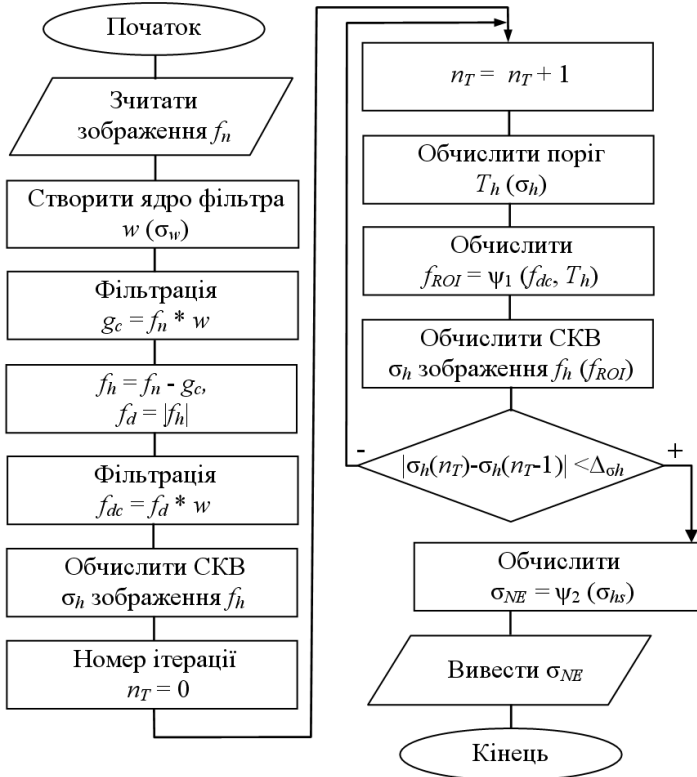 Початок
Зчитати
зображення fn
Створити ядро фільтра
w (σw)
Фільтрація
gc = fn * w
fh = fn - gc,
fd = |fh|
Фільтрація
fdc = fd * w
Обчислити СКВ
σh зображення fh
Номер ітерації
nT = 0
nT = nT + 1
Обчислити поріг
Th (σh)
Обчислити
fROI = ψ1 (fdc, Th)
Обчислити СКВ
σh зображення fh (fROI)
-
+
|σh(nT)-σh(nT-1)| <Δσh
Обчислити
σNE = ψ2 (σhs)
Вивести σNE
Кінець